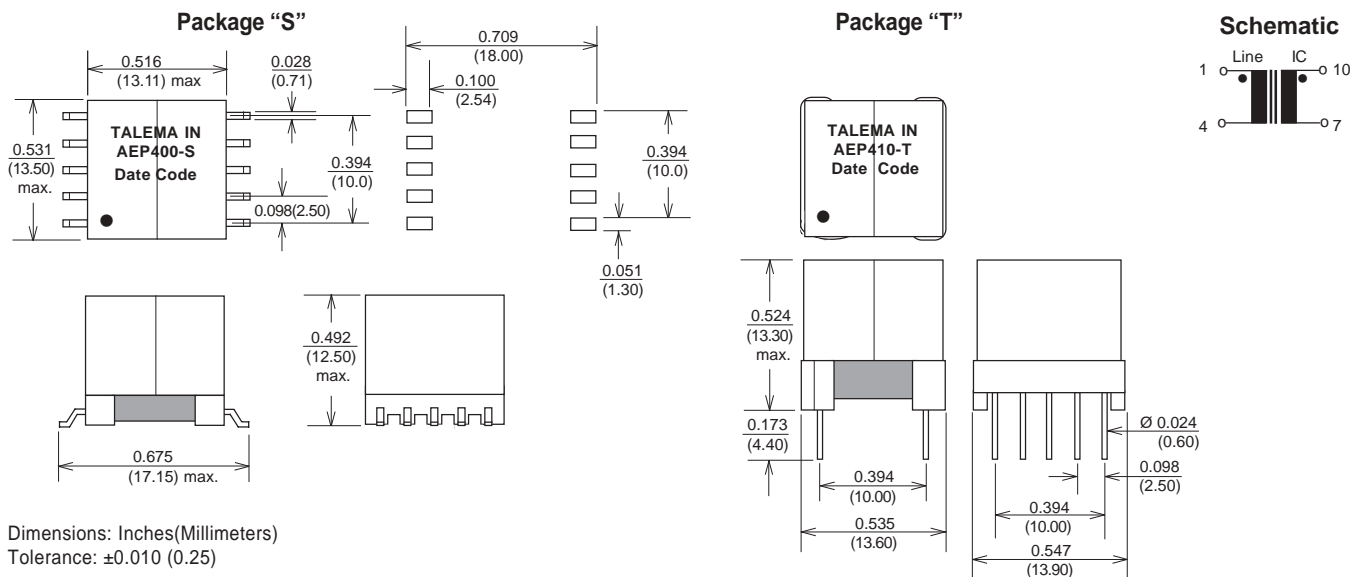 Package “S”
0.516
(13.11) max
0.028
(0.71)
0.709
(18.00)
0.100
(2.54)
0.531
(13.50)
max.
TALEMA IN
AEP400-S
Date Code
0.394
(10.0)
0.098(2.50)
0.394
(10.0)
0.051
(1.30)
0.492
(12.50)
max.
0.675
(17.15) max.
Dimensions: Inches(Millimeters)
Tolerance: ±0.010 (0.25)
Package “T”
TALEMA IN
AEP410-T
Date Code
0.524
(13.30)
max.
0.173
(4.40)
0.394
(10.00)
0.535
(13.60)
Ø 0.024
(0.60)
0.098
(2.50)
0.394
(10.00)
0.547
(13.90)
Schematic
Line IC
1 10
4 7